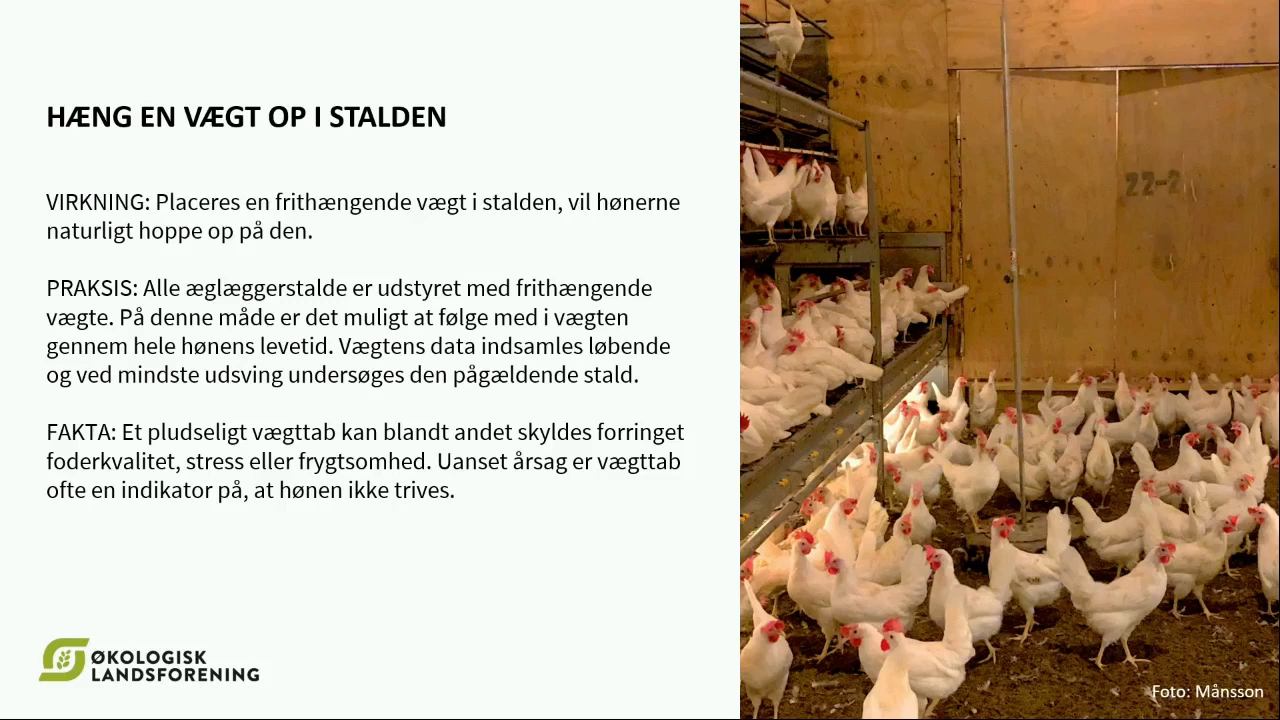 HÆNG EN VÆGT OP I STALDEN
VIRKNING: Placeres en frithængende vægt i stalden, vil hønerne
naturligt hoppe op på den.
PRAKSIS: Alle æglæggerstalde er udstyret med frithængende
vægte. På denne måde er det muligt at følge med i vægten
gennem hele hønens levetid. Vægtens data indsamles løbende
og ved mindste udsving undersøges den pågældende stald.
FAKTA: Et pludseligt vægttab kan blandt andet skyldes forringet
foderkvalitet, stress eller frygtsomhed. Uanset årsag er vægttab
ofte en indikator på, at hønen ikke trives.
ØKOLOGISK
LANDSFORENING
22-2
Foto: Månsson